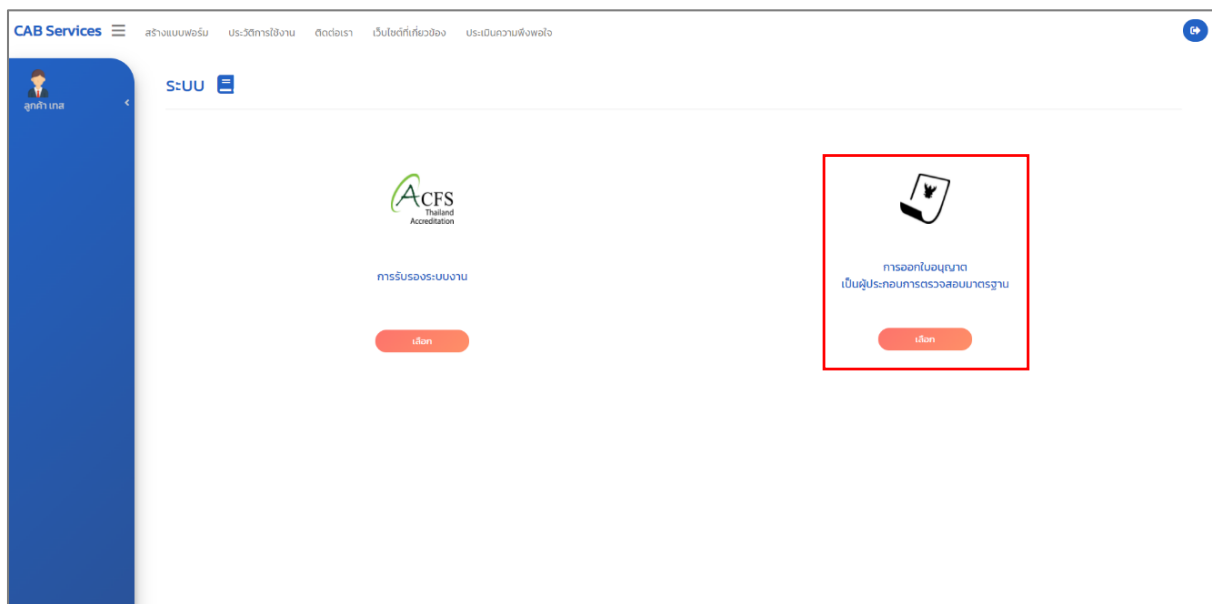 CAB Services
สร้างแบบฟอร์ม
ประวัติการใช้งาน
ติดต่อเรา
เว็บไซต์ที่เกี่ยวข้อง
ประเมินความพึงพอใจ
ลูกค้า เทส
ระบบ
ACFS
Thailand
Accreditation
การรับรองระบบงาน
เลือก
การออกใบอนุญาต
เป็นผู้ประกอบการตรวจสอบมาตรฐาน
เลือก